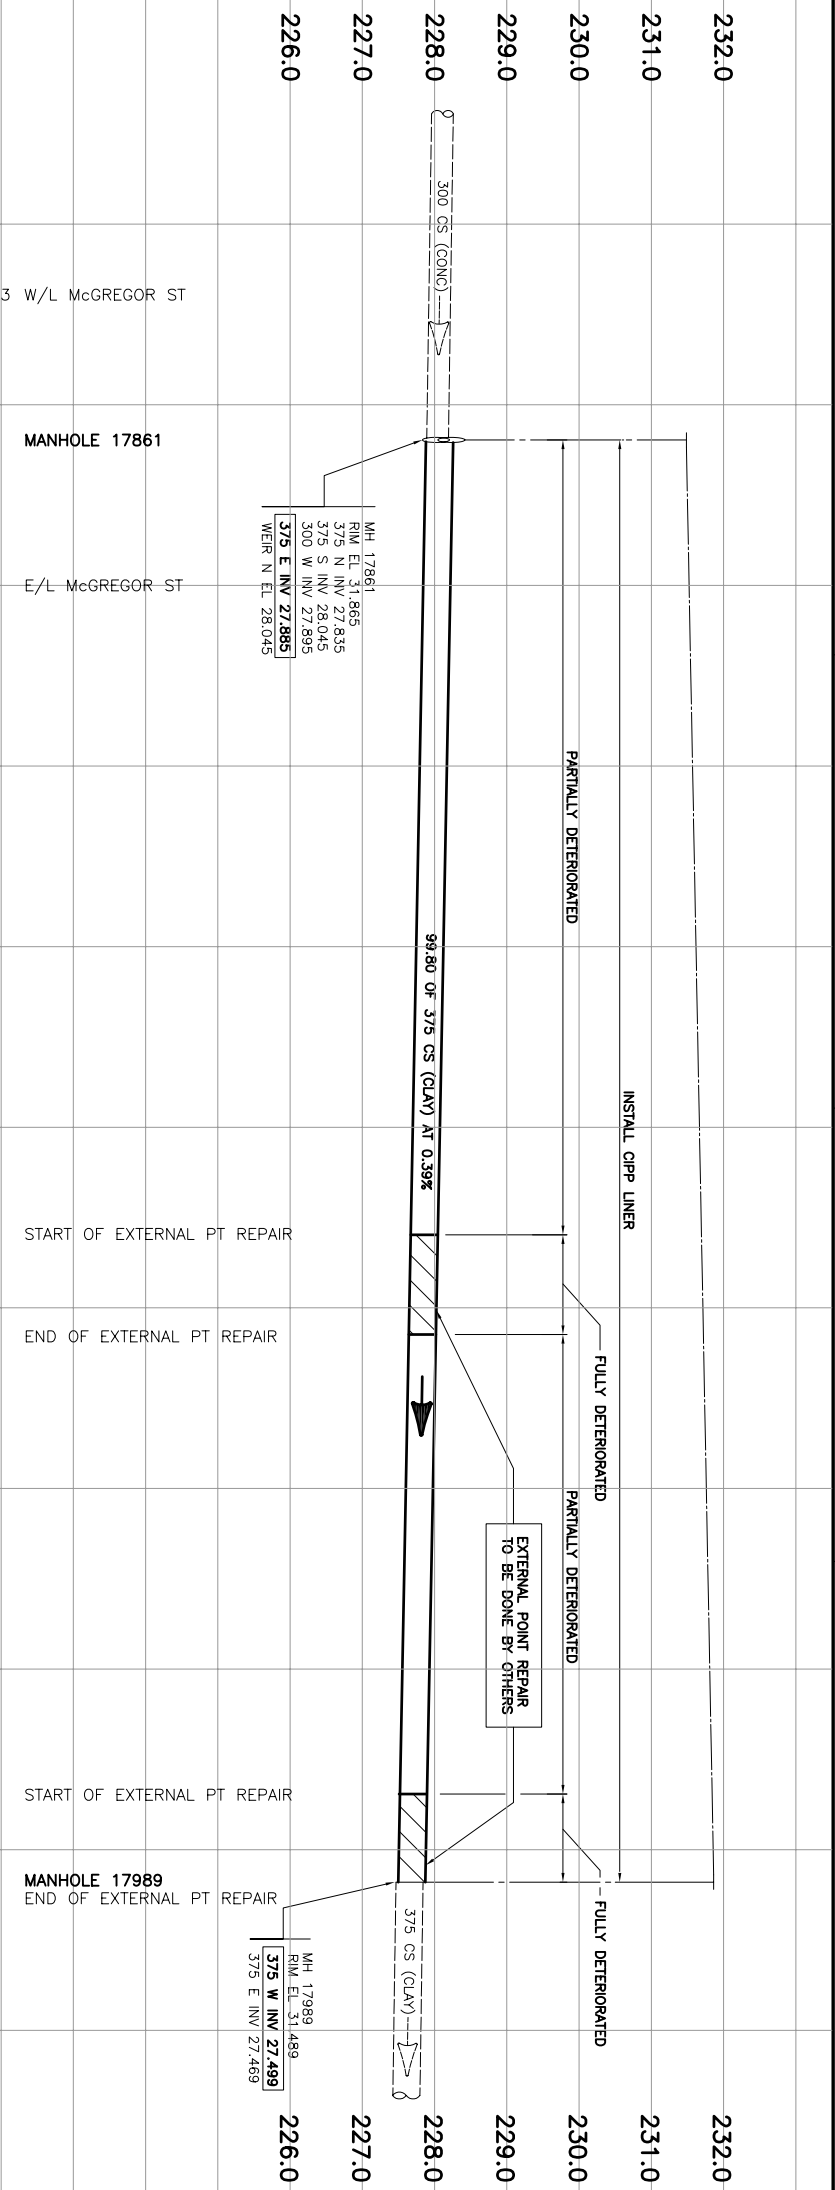 232.0
231.0
230.0
229.0
228.0
227.0
226.0
300 CS (CONC)
3 W/L McGREGOR ST
MANHOLE 17861
MH 17861
RIM EL 31.865
375 N INV 27.835
375 S INV 28.045
300 W INV 27.895
375 E INV 27.885
WEIR N EL 28.045
E/L McGREGOR ST
PARTIALLY DETERIORATED
99.80 OF 375 CS (CLAY) AT 0.39%
INSTALL CIPP LINER
START OF EXTERNAL PT REPAIR
END OF EXTERNAL PT REPAIR
FULLY DETERIORATED
PARTIALLY DETERIORATED
EXTERNAL POINT REPAIR
TO BE DONE BY OTHERS
START OF EXTERNAL PT REPAIR
MANHOLE 17989
END OF EXTERNAL PT REPAIR
FULLY DETERIORATED
375 CS (CLAY)
MH 17989
RIM EL 31.489
375 W INV 27.499
375 E INV 27.469
232.0
231.0
230.0
229.0
228.0
227.0
226.0